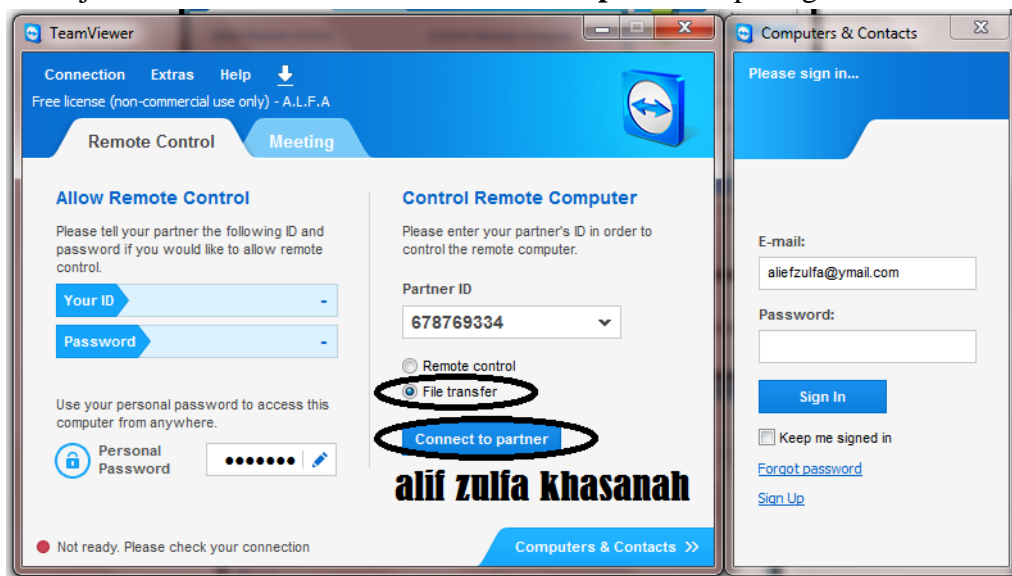 TeamViewer
Connection Extras Help
Free license (non-commercial use only) - A.L.F.A
Remote Control Meeting
Allow Remote Control
Please tell your partner the following ID and
password if you would like to allow remote
control.
Your ID -
Password -
Use your personal password to access this
computer from anywhere.
Personal
Password
Control Remote Computer
Please enter your partner's ID in order to
control the remote computer.
Partner ID
678769334
Remote control
File transfer
Connect to partner
alif zulfa khasanah
Not ready. Please check your connection
Computers & Contacts >>
Computers & Contacts
Please sign in...
E-mail:
aliefzulfa@ymail.com
Password:
Sign In
Keep me signed in
Forgot password
Sign Up